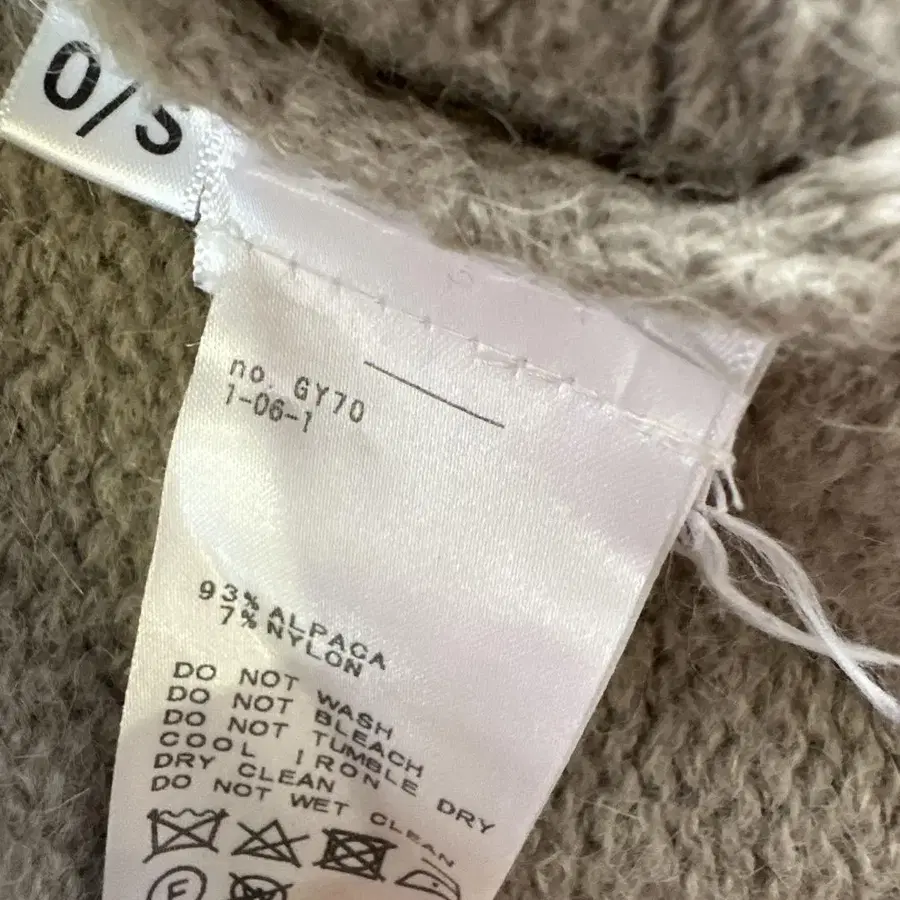 0/S
no. GY70
1-06-1
93% ALPACA
7% NYLON
DO NOT WASH
DO NOT BLEACH
DO NOT TUMBLE DRY
COOL IRON
DRY CLEAN
DO NOT WET CLEAN
F